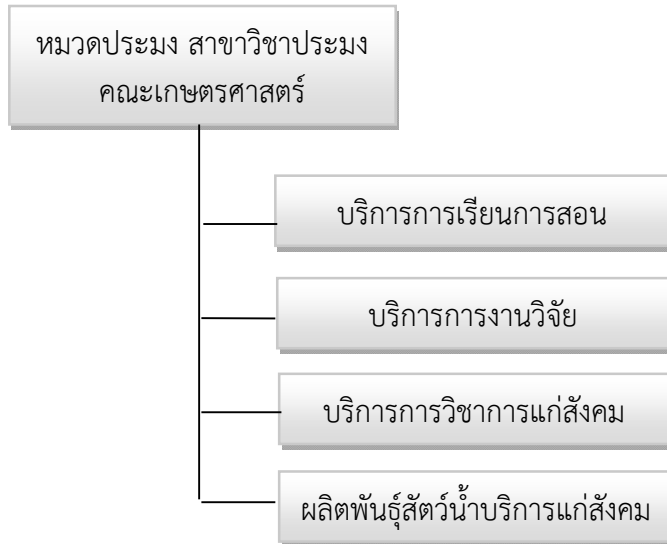 หมวดประมง สาขาวิชาประมง
คณะเกษตรศาสตร์
บริการการเรียนการสอน
บริการการงานวิจัย
บริการการวิชาการแก่สังคม
ผลิตพันธุ์สัตว์น้ำบริการแก่สังคม